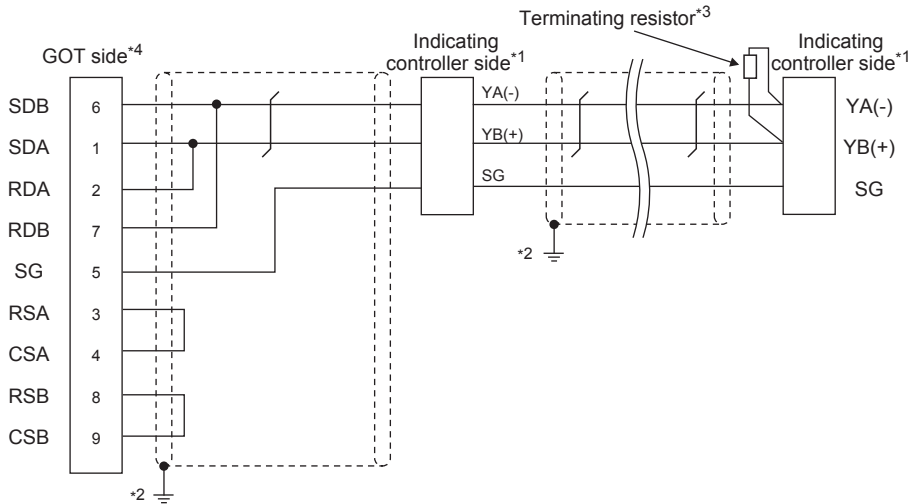 Terminating resistor*3
GOT side*4
Indicating
controller side*1
Indicating
controller side*1
SDB 6 YA(-) YA(-)
SDA 1 YB(+) YB(+)
RDA 2 SG SG
RDB 7
SG 5
RSA 3
CSA 4
RSB 8
CSB 9
*2
*2